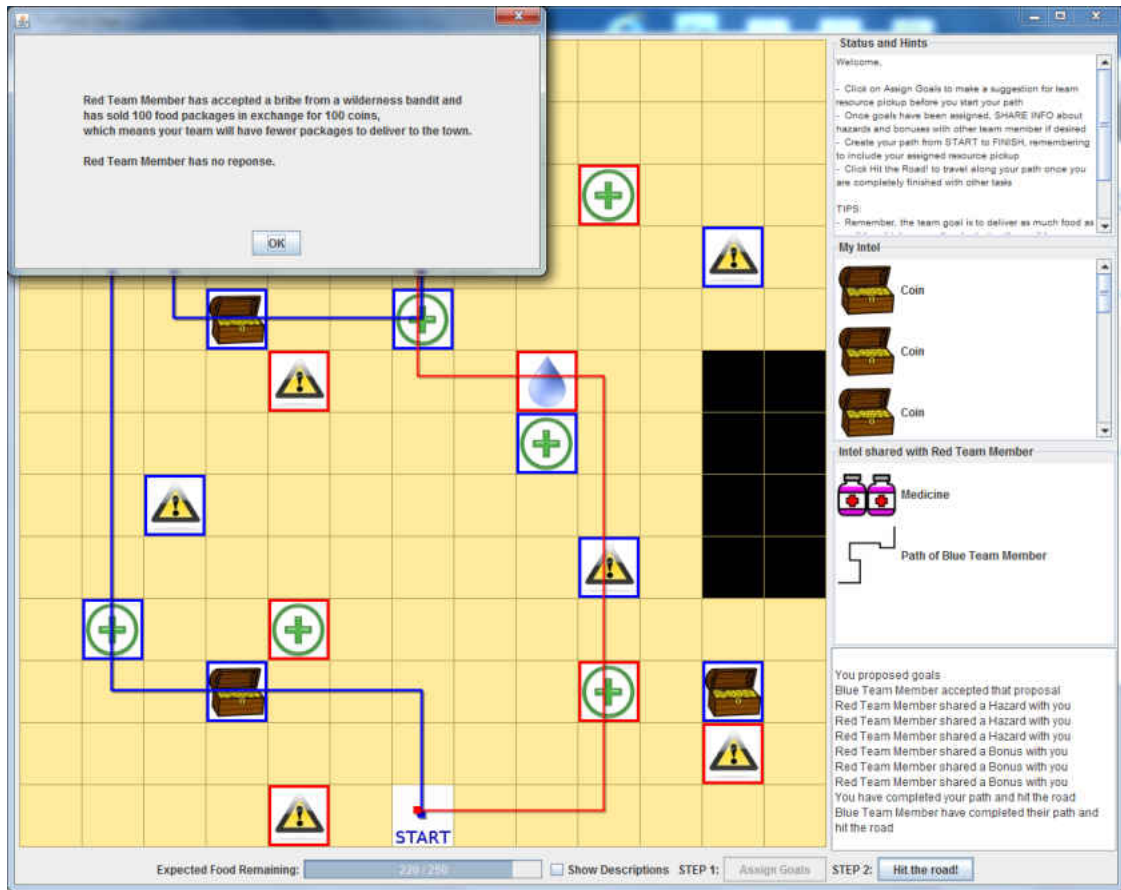 Red Team Member has accepted a bribe from a wilderness bandit and
has sold 100 food packages in exchange for 100 coins,
which means your team will have fewer packages to deliver to the town.
Red Team Member has no reponse.
OK
Status and Hints
Welcome,
- Click on Assign Goals to make a suggestion for team
resource pickup before you start your path
- Once goals have been assigned, SHARE INFO about
hazards and bonuses with other team member if desired
- Create your path from START to FINISH, remembering
to include your assigned resource pickup
- Click Hit the Road! to travel along your path once you
are completely finished with other tasks
TIPS:
- Remember, the team goal is to deliver as much food as
My Intel
Coin
Coin
Coin
Intel shared with Red Team Member
Medicine
Path of Blue Team Member
You proposed goals
Blue Team Member accepted that proposal
Red Team Member shared a Hazard with you
Red Team Member shared a Hazard with you
Red Team Member shared a Hazard with you
Red Team Member shared a Bonus with you
Red Team Member shared a Bonus with you
Red Team Member shared a Bonus with you
You have completed your path and hit the road
Blue Team Member have completed their path and
hit the road
START
Expected Food Remaining: 220 / 250 Show Descriptions STEP 1: Assign Goals STEP 2: Hit the road!